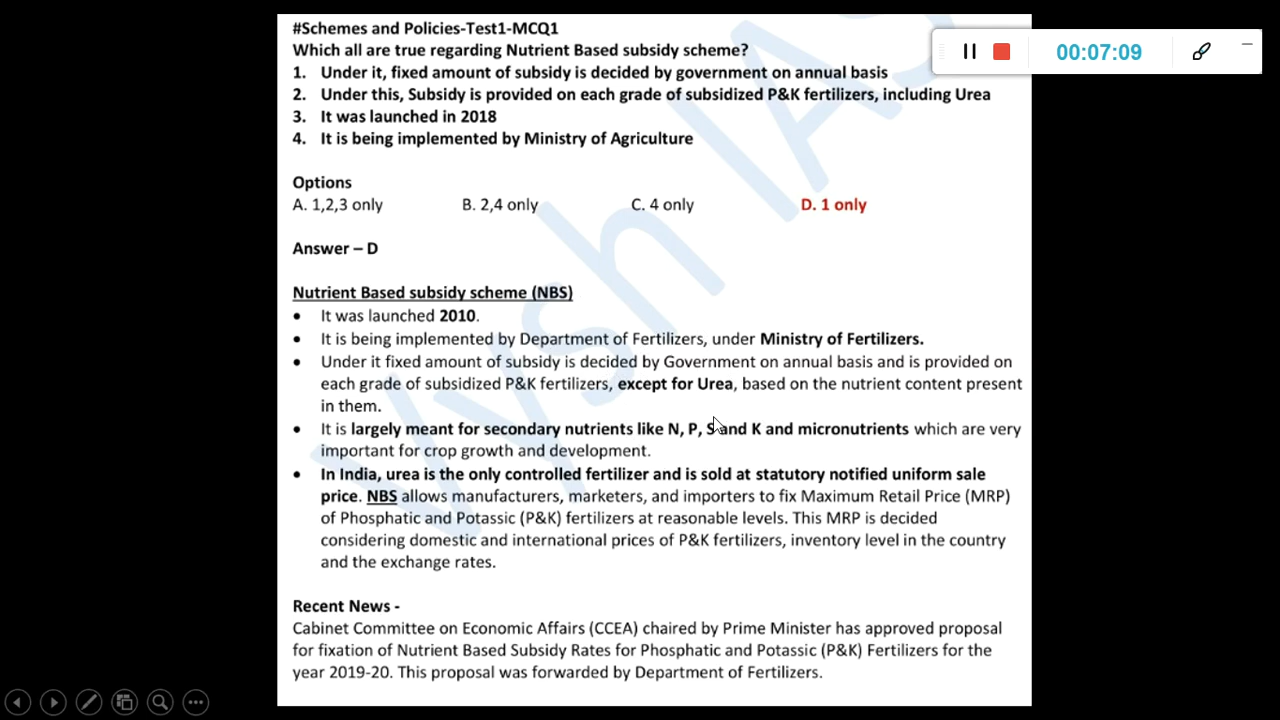 #Schemes and Policies-Test1-MCQ1
Which all are true regarding Nutrient Based subsidy scheme?
1. Under it, fixed amount of subsidy is decided by government on annual basis
2. Under this, Subsidy is provided on each grade of subsidized P&K fertilizers, including Urea
3. It was launched in 2018
4. It is being implemented by Ministry of Agriculture
Options
A. 1,2,3 only B. 2,4 only C. 4 only D. 1 only
Answer – D
Nutrient Based subsidy scheme (NBS)
• It was launched 2010.
• It is being implemented by Department of Fertilizers, under Ministry of Fertilizers.
• Under it fixed amount of subsidy is decided by Government on annual basis and is provided on
each grade of subsidized P&K fertilizers, except for Urea, based on the nutrient content present
in them.
• It is largely meant for secondary nutrients like N, P, S and K and micronutrients which are very
important for crop growth and development.
• In India, urea is the only controlled fertilizer and is sold at statutory notified uniform sale
price. NBS allows manufacturers, marketers, and importers to fix Maximum Retail Price (MRP)
of Phosphatic and Potassic (P&K) fertilizers at reasonable levels. This MRP is decided
considering domestic and international prices of P&K fertilizers, inventory level in the country
and the exchange rates.
Recent News -
Cabinet Committee on Economic Affairs (CCEA) chaired by Prime Minister has approved proposal
for fixation of Nutrient Based Subsidy Rates for Phosphatic and Potassic (P&K) Fertilizers for the
year 2019-20. This proposal was forwarded by Department of Fertilizers.
00:07:09
Vysh IAS